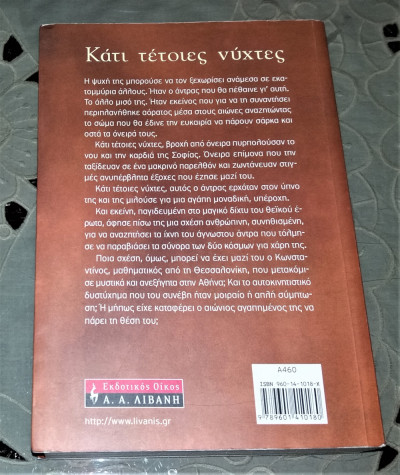 Κάτι τέτοιες νύχτες
Η ψυχή της μπορούσε να τον ξεχωρίσει ανάμεσα σε εκα-
τομμύρια άλλους. Ήταν ο άντρας που θα πέθαινε γι' αυτή.
Το άλλο μισό της. Ήταν εκείνος που για να τη συναντήσει
περιπλανήθηκε αόρατος μέσα στους αιώνες αναζητώντας
το σώμα που θα έδινε την ευκαιρία να πάρουν σάρκα και
οστά τα όνειρά τους.
Κάτι τέτοιες νύχτες, βροχή από όνειρα πυρπολούσαν το
νου και την καρδιά της Σοφίας. Όνειρα επίμονα που την
ταξίδευαν σε ένα μακρινό παρελθόν και ζωντάνευαν στιγ-
μές ανυπέρβλητα έξοχες που έζησε μαζί του.
Κάτι τέτοιες νύχτες, αυτός ο άντρας ερχόταν στον ύπνο
της και της μιλούσε για μια αγάπη μοναδική, υπέροχη.
Και εκείνη, παγιδευμένη στο μαγικό δίχτυ του θεϊκού έ-
ρωτα, άφησε πίσω της μια σχέση ανθρώπινη, συνηθισμένη,
για να αναζητήσει τα ίχνη του άγνωστου άντρα που τόλμη-
σε να παραβιάσει τα σύνορα των δύο κόσμων για χάρη της.
Ποια σχέση, όμως, μπορεί να έχει μαζί του ο Κωνστα-
ντίνος, μαθηματικός από τη Θεσσαλονίκη, που μετακόμι-
σε μυστικά και ανεξήγητα στην Αθήνα; Και το αυτοκινητιστικό
δυστύχημα που του συνέβη ήταν μοιραίο ή απλή σύμπτω-
ση; Ή μήπως είχε καταφέρει ο αιώνιος αγαπημένος της να
πάρει τη θέση του;
Εκδοτικός Οίκος
Α. Α. ΛΙΒΑΝΗ
http://www.livanis.gr
Α460
ISBN 960-14-1018-X
9 789601 410180